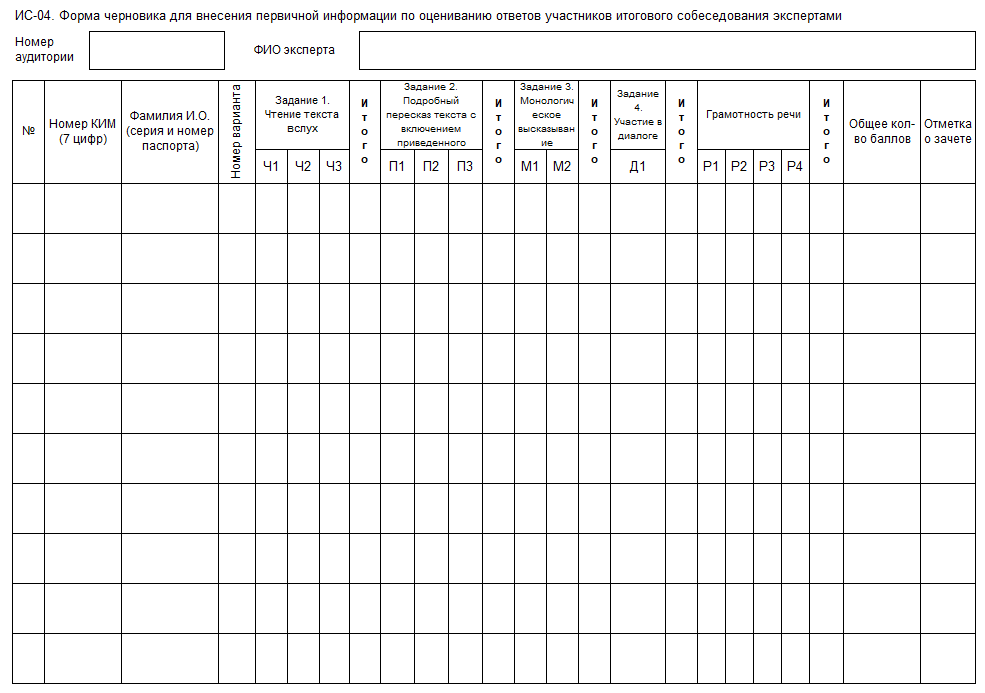 ИС-04. Форма черновика для внесения первичной информации по оцениванию ответов участников итогового собеседования экспертами
Номер
аудитории
ФИО эксперта
№
Номер КИМ
(7 цифр)
Фамилия И.О.
(серия и номер
паспорта)
Номер варианта
Задание 1.
Чтение текста
вслух
Ч1 Ч2 Ч3
Итого
Задание 2.
Подробный
пересказ текста с
включением
приведенного
П1 П2 П3
Итого
Задание 3.
Монологич
еское
высказыван
ие
М1 М2
Итого
Задание
4.
Участие в
диалоге
Д1
Итого
Грамотность речи
Р1 Р2 Р3 Р4
Итого
Общее кол-
во баллов
Отметка
о зачете